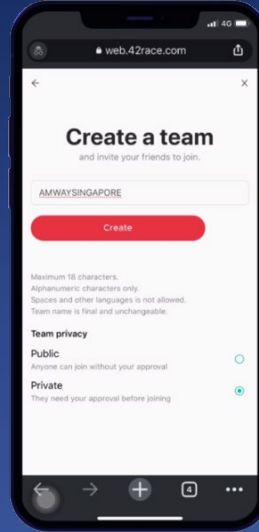 4G
web.42race.com
Create a team
and invite your friends to join.
AMWAYSINGAPORE
Create
Maximum 18 characters.
Alphanumeric characters only.
Spaces and other languages is not allowed.
Team name is final and unchangeable.
Team privacy
Public
Anyone can join without your approval
Private
They need your approval before joining
4